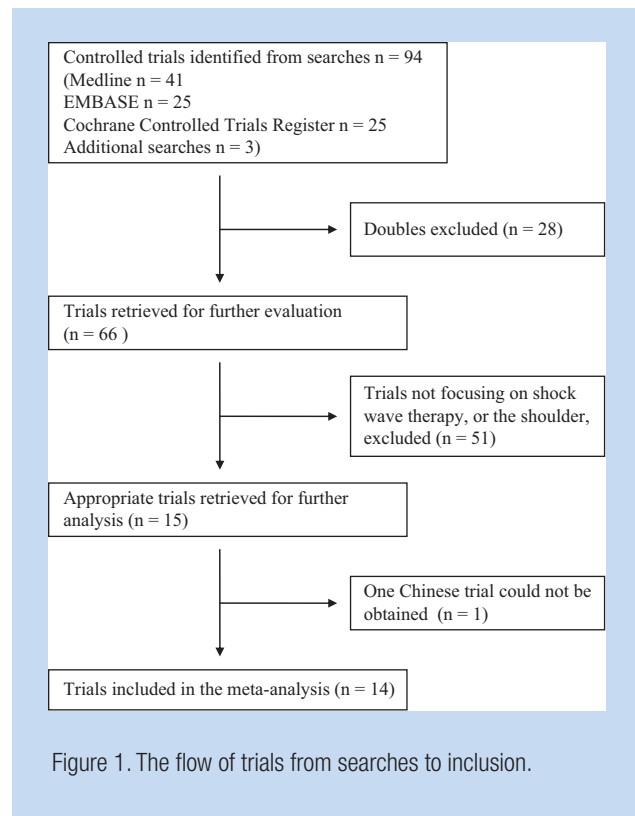 Controlled trials identified from searches n = 94
(Medline n = 41
EMBASE n = 25
Cochrane Controlled Trials Register n = 25
Additional searches n = 3)
Doubles excluded (n = 28)
Trials retrieved for further evaluation
(n = 66 )
Trials not focusing on shock
wave therapy, or the shoulder,
excluded (n = 51)
Appropriate trials retrieved for further
analysis (n = 15)
One Chinese trial could not be
obtained (n = 1)
Trials included in the meta-analysis (n = 14)
Figure 1. The flow of trials from searches to inclusion.